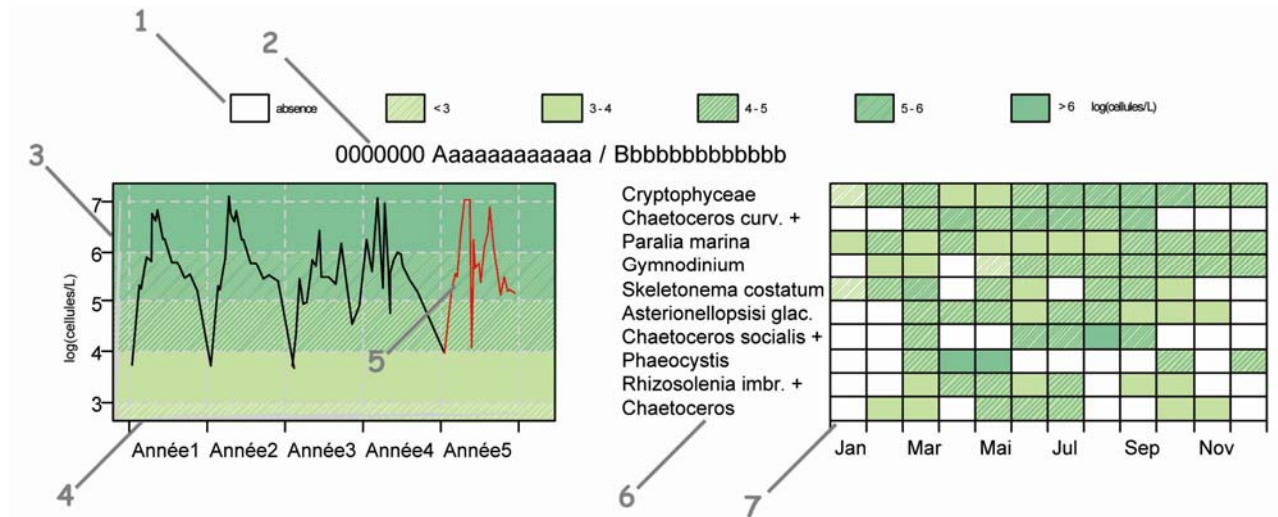 1
2
absence
< 3
3 - 4
4 - 5
5 - 6
> 6 log(cellules/L)
0000000 Aaaaaaaaaaaa / Bbbbbbbbbbbbb
3
log(cellules/L)
7
6
5
4
3
5
Année1 Année2 Année3 Année4 Année5
4
Cryptophyceae
Chaetoceros curv. +
Paralia marina
Gymnodinium
Skeletonema costatum
Asterionellopsisi glac.
Chaetoceros socialis +
Phaeocystis
Rhizosolenia imbr. +
Chaetoceros
Jan Mar Mai Jul Sep Nov
6
7